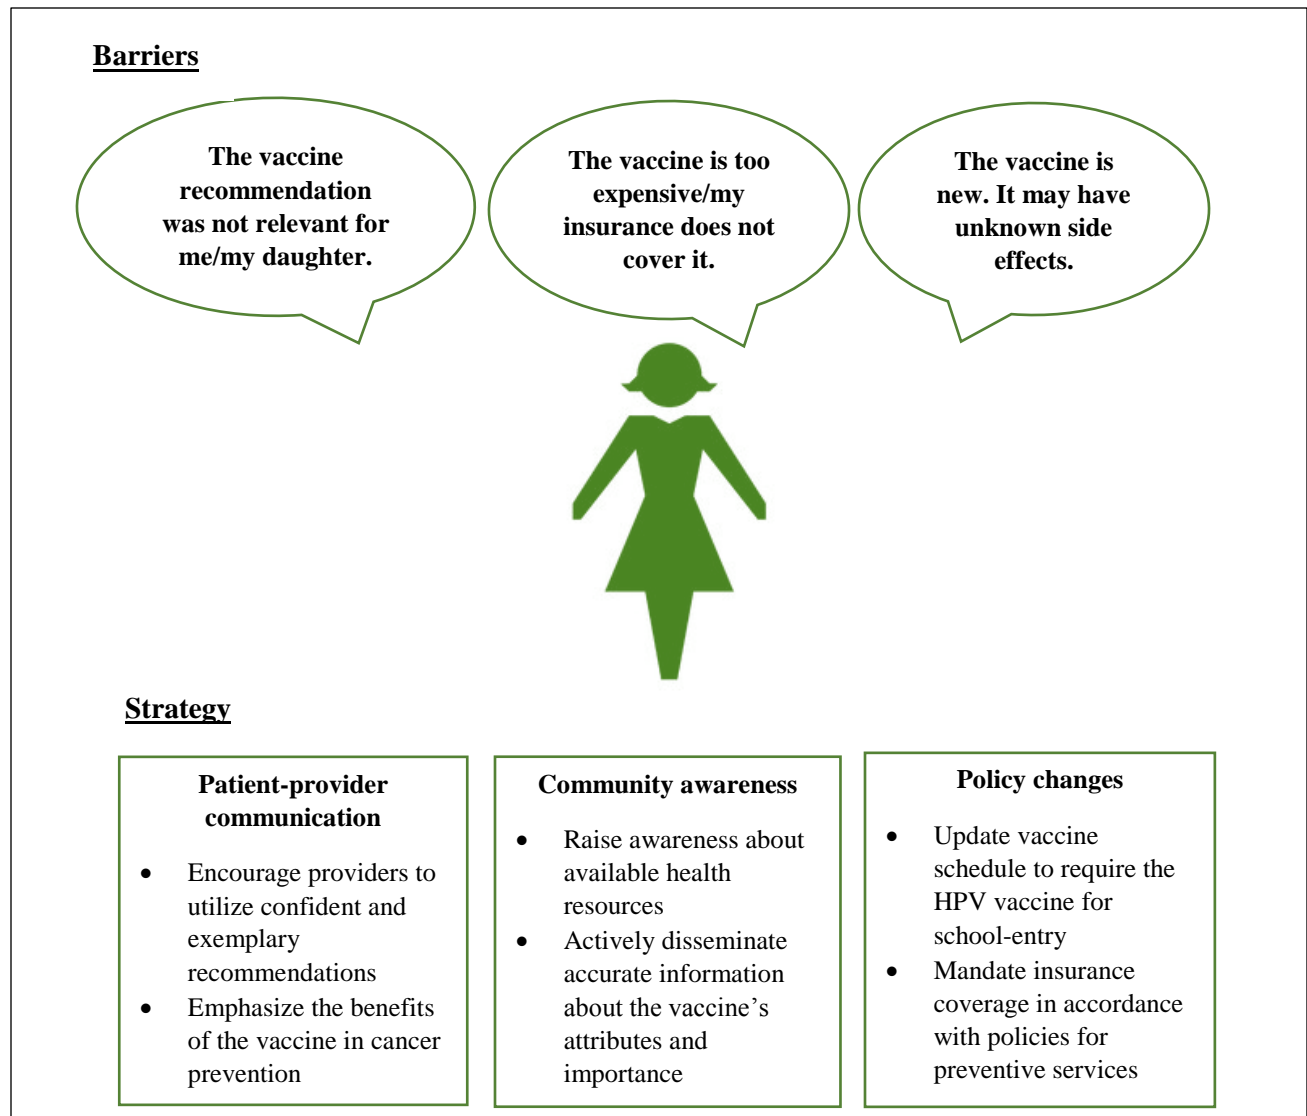 Barriers
The vaccine
recommendation
was not relevant for
me/my daughter.
The vaccine is too
expensive/my
insurance does not
cover it.
The vaccine is
new. It may have
unknown side
effects.
Strategy
Patient-provider
communication
• Encourage providers to
utilize confident and
exemplary
recommendations
• Emphasize the benefits
of the vaccine in cancer
prevention
Community awareness
• Raise awareness about
available health
resources
• Actively disseminate
accurate information
about the vaccine’s
attributes and
importance
Policy changes
• Update vaccine
schedule to require the
HPV vaccine for
school-entry
• Mandate insurance
coverage in accordance
with policies for
preventive services